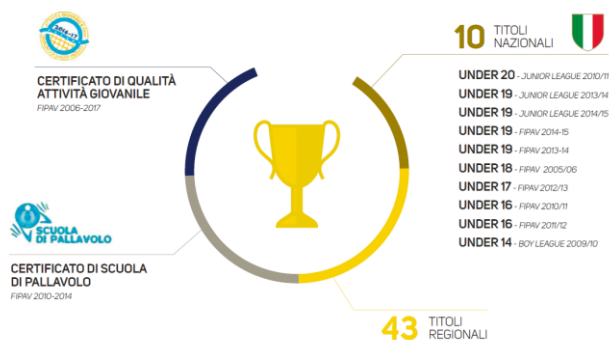 2016-17
CERTIFICATO DI QUALITÀ
ATTIVITÀ GIOVANILE
FIPAV 2006-2017
SCUOLA
DI PALLAVOLO
CERTIFICATO DI SCUOLA
DI PALLAVOLO
FIPAV 2010-2014
10 TITOLI
NAZIONALI
UNDER 20 - JUNIOR LEAGUE 2010/11
UNDER 19 - JUNIOR LEAGUE 2013/14
UNDER 19 - JUNIOR LEAGUE 2014/15
UNDER 19 - FIPAV 2014-15
UNDER 19 - FIPAV 2013-14
UNDER 18 - FIPAV 2005/06
UNDER 17 - FIPAV 2012/13
UNDER 16 - FIPAV 2010/11
UNDER 16 - FIPAV 2011/12
UNDER 14 - BOY LEAGUE 2009/10
43 TITOLI
REGIONALI